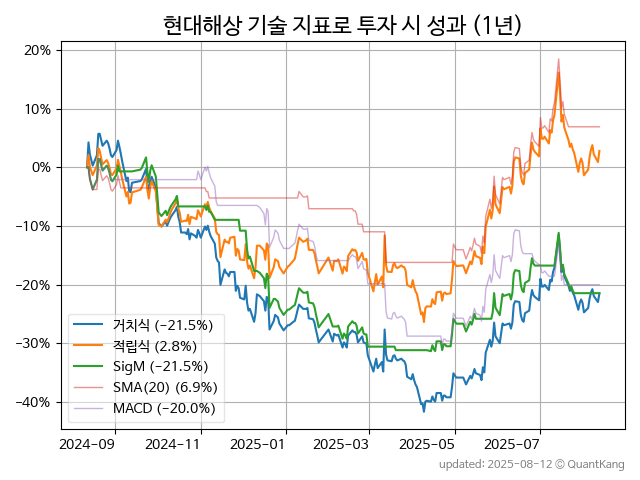 현대해상 기술 지표로 투자 시 성과 (1년)
20%
10%
0%
−10%
−20%
−30%
−40%
거치식 (−21.5%)
적립식 (2.8%)
SigM (−21.5%)
SMA(20) (6.9%)
MACD (−20.0%)
2024−09
2024−11
2025−01
2025−03
2025−05
2025−07
updated: 2025−08−12 © QuantKang